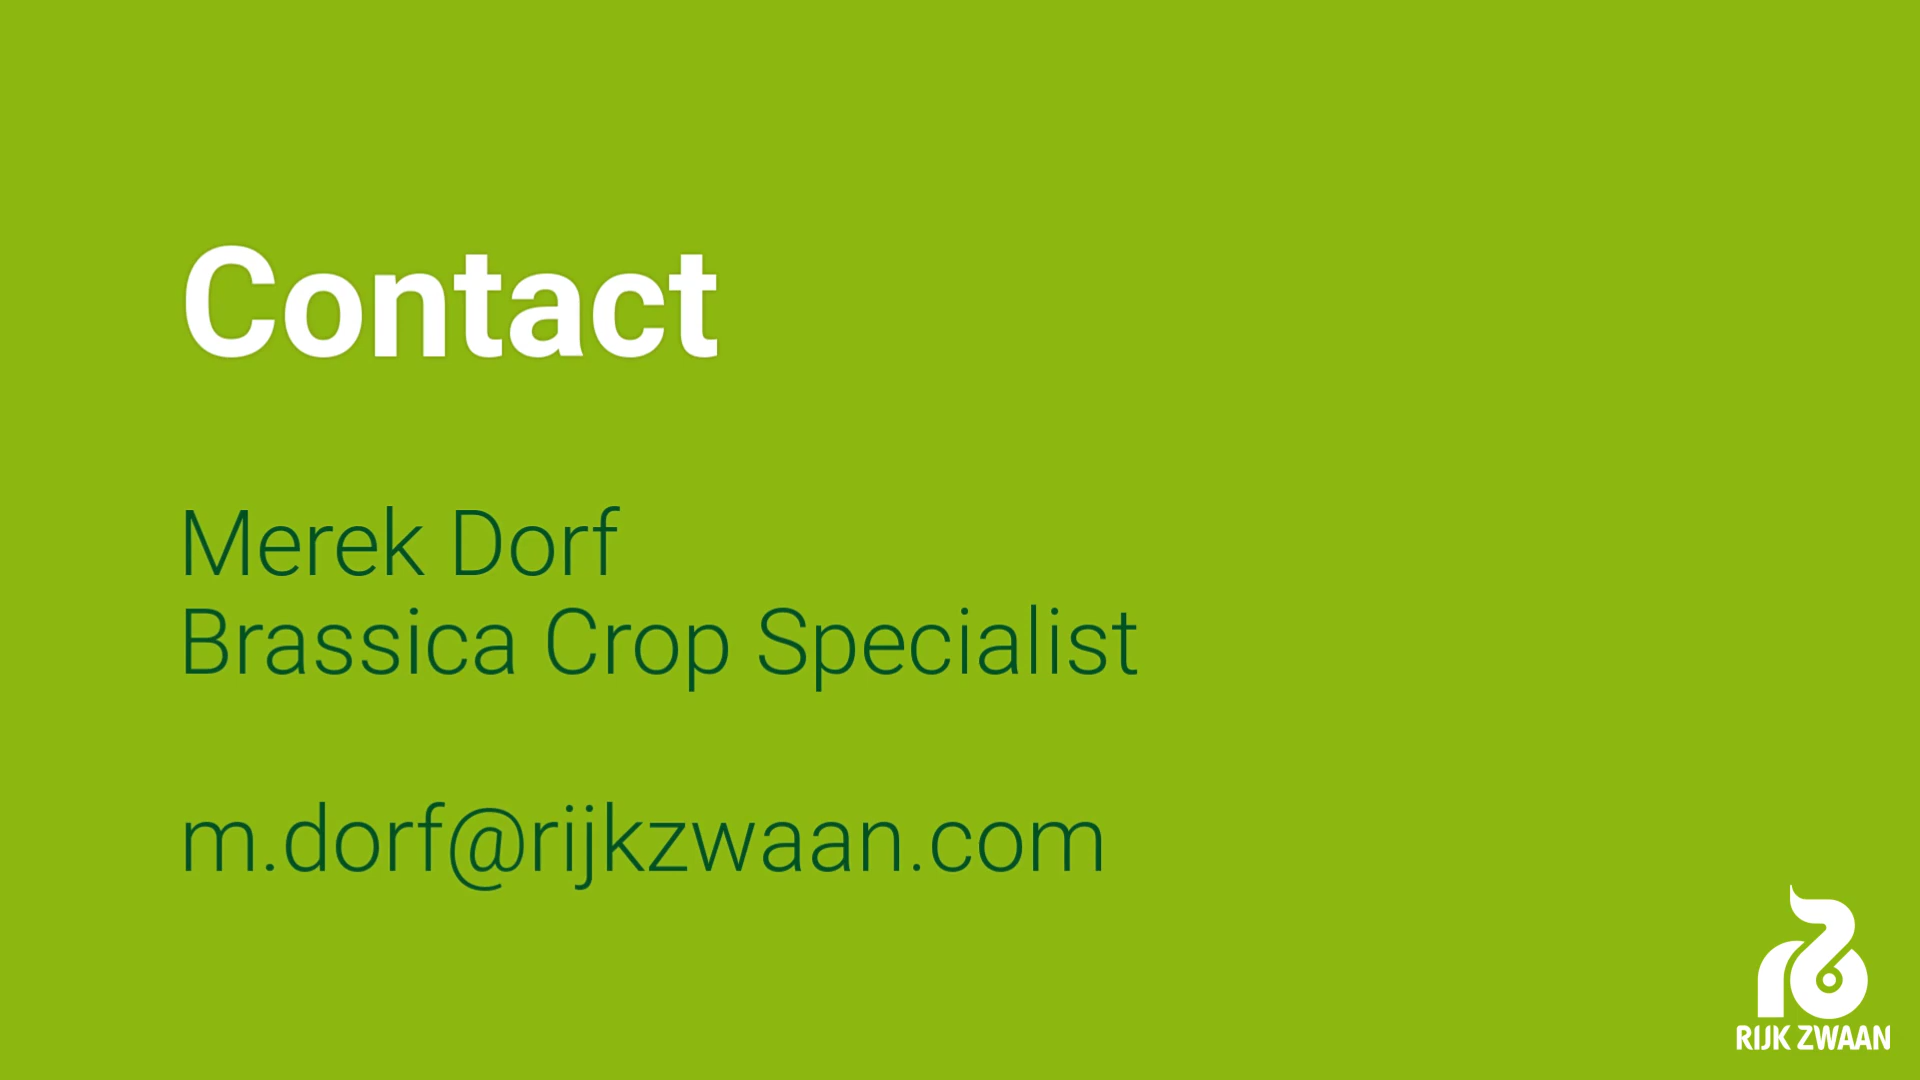 Contact
Merek Dorf
Brassica Crop Specialist
m.dorf@rijkzwaan.com
RIJK ZWAAN